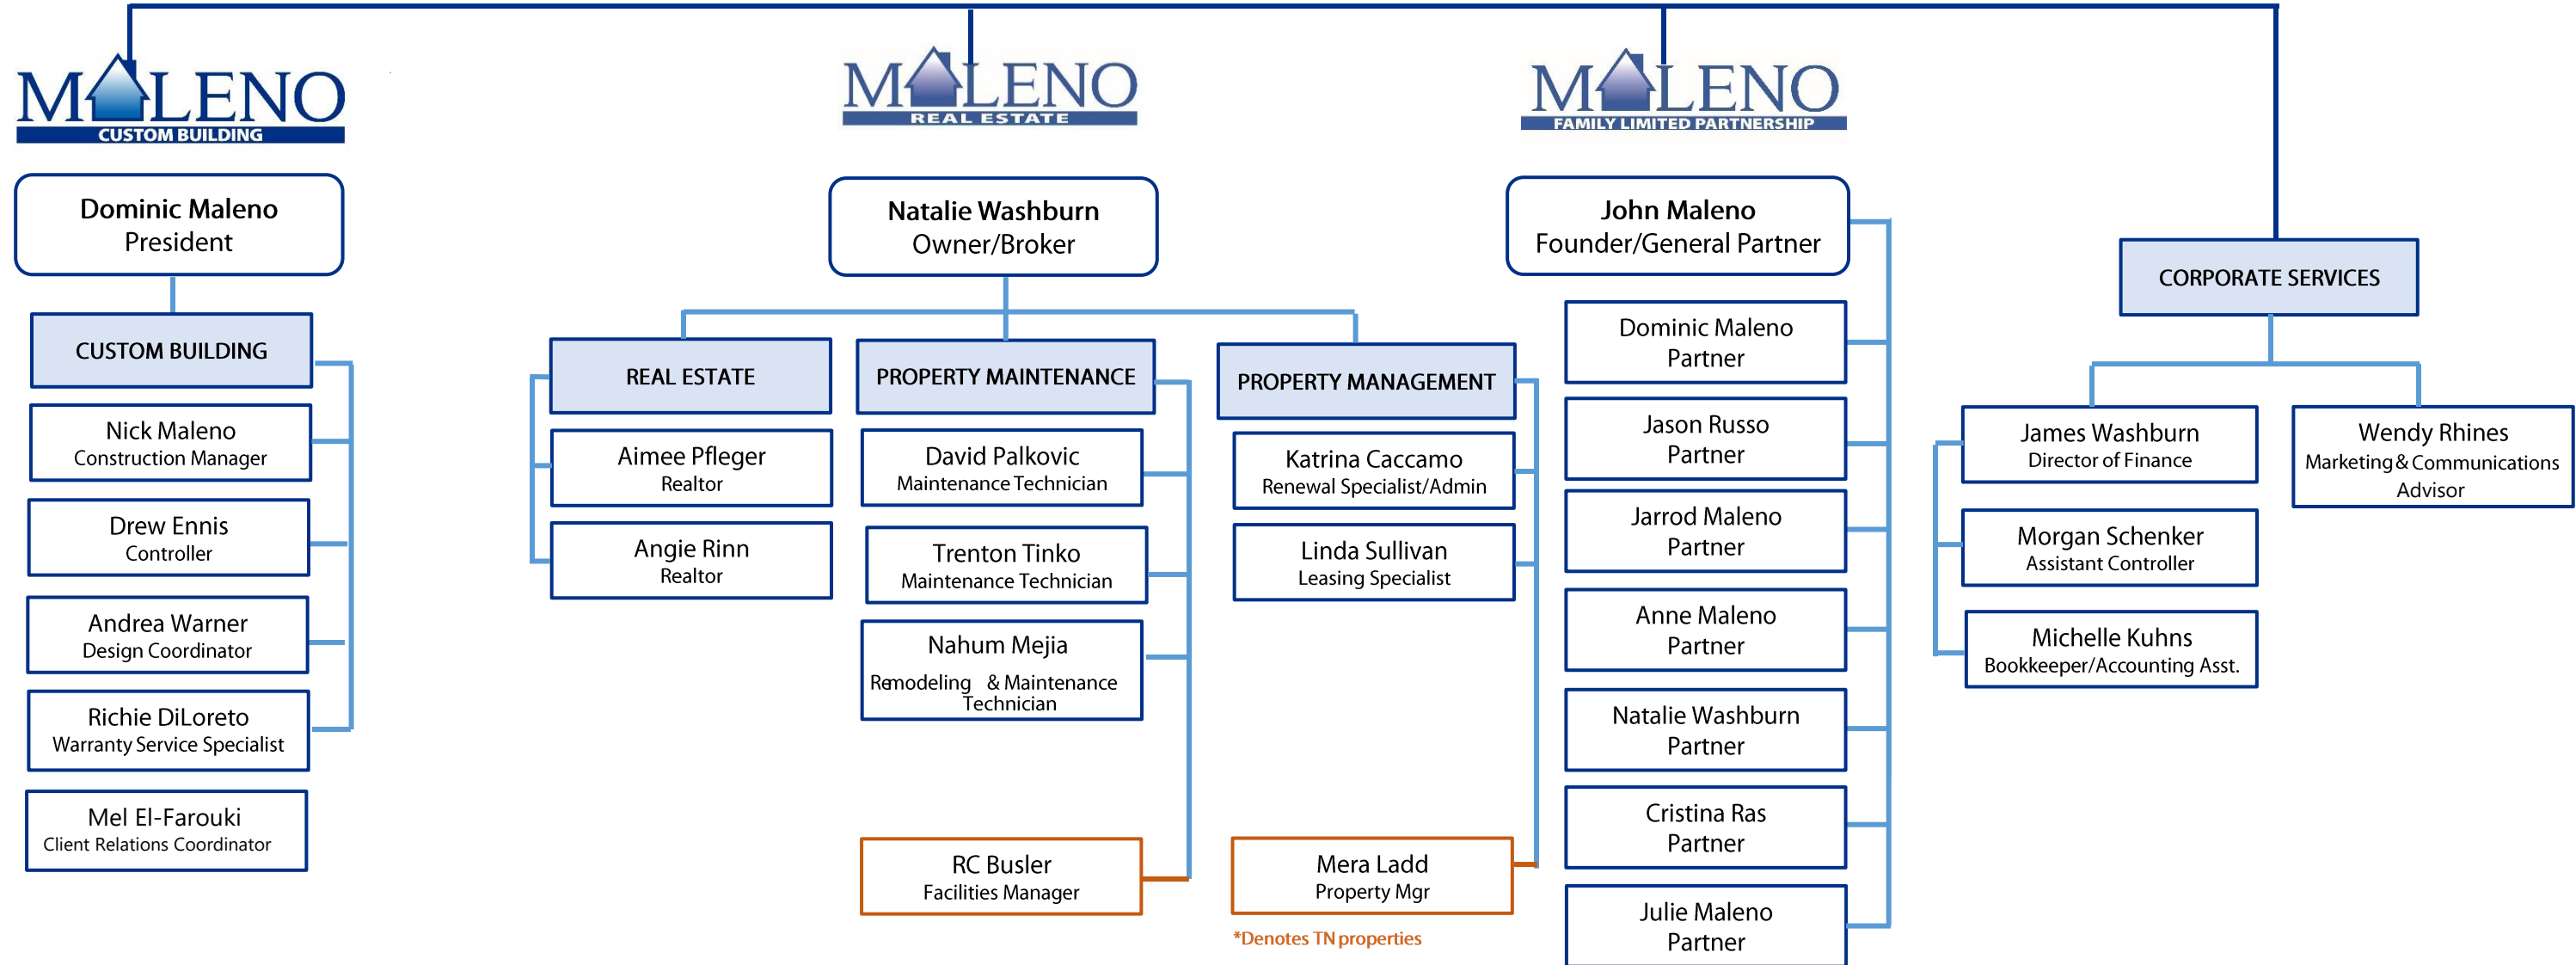 MALENO
CUSTOM BUILDING
Dominic Maleno
President
CUSTOM BUILDING
Nick Maleno
Construction Manager
Drew Ennis
Controller
Andrea Warner
Design Coordinator
Richie DiLoreto
Warranty Service Specialist
Mel El-Farouki
Client Relations Coordinator
MALENO
REAL ESTATE
Natalie Washburn
Owner/Broker
REAL ESTATE
Aimee Pfleger
Realtor
Angie Rinn
Realtor
PROPERTY MAINTENANCE
David Palkovic
Maintenance Technician
Trenton Tinko
Maintenance Technician
Nahum Mejia
Remodeling & Maintenance
Technician
RC Busler
Facilities Manager
PROPERTY MANAGEMENT
Katrina Caccamo
Renewal Specialist/Admin
Linda Sullivan
Leasing Specialist
Mera Ladd
Property Mgr
*Denotes TN properties
MALENO
FAMILY LIMITED PARTNERSHIP
John Maleno
Founder/General Partner
Dominic Maleno
Partner
Jason Russo
Partner
Jarrod Maleno
Partner
Anne Maleno
Partner
Natalie Washburn
Partner
Cristina Ras
Partner
Julie Maleno
Partner
CORPORATE SERVICES
James Washburn
Director of Finance
Morgan Schenker
Assistant Controller
Michelle Kuhns
Bookkeeper/Accounting Asst.
Wendy Rhines
Marketing & Communications
Advisor